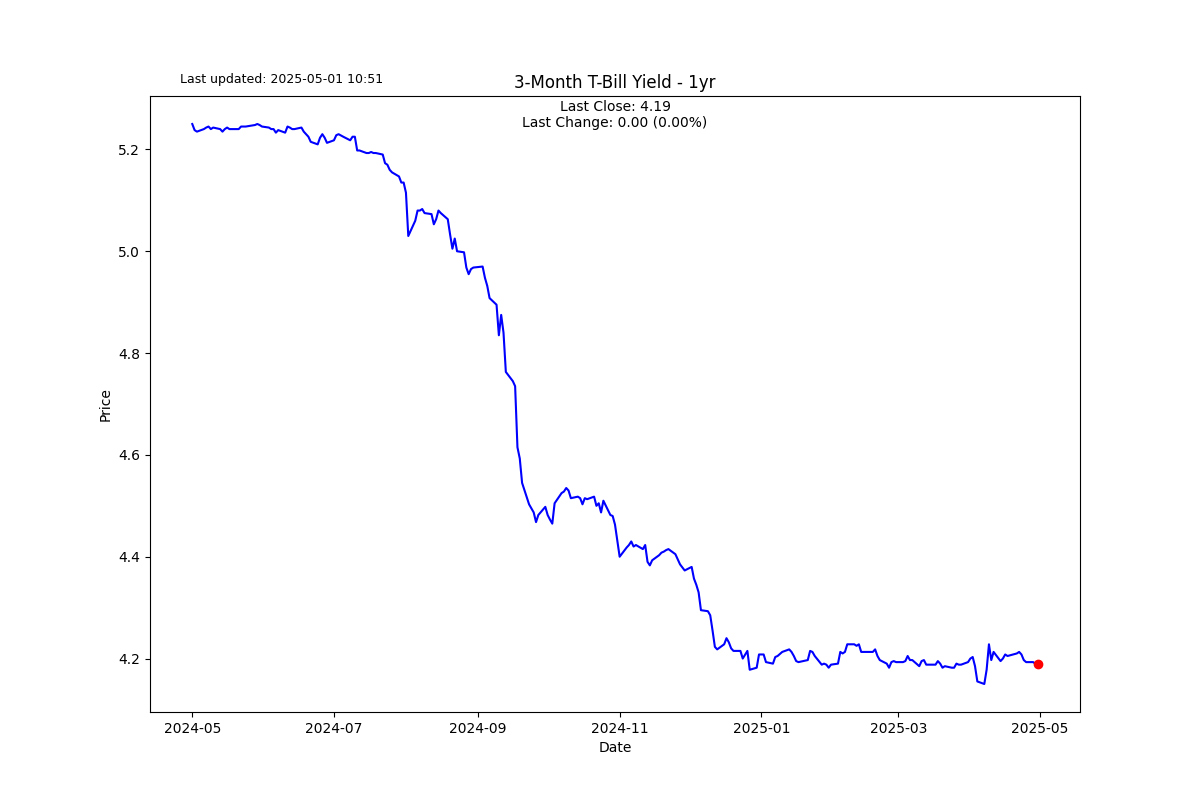 Last updated: 2025-05-01 10:51
3-Month T-Bill Yield - 1yr
Last Close: 4.19
Last Change: 0.00 (0.00%)
5.2
5.0
4.8
4.6
4.4
4.2
Price
2024-05 2024-07 2024-09 2024-11 2025-01 2025-03 2025-05
Date